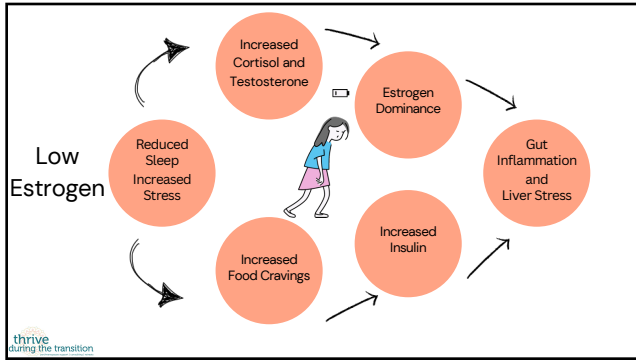 Low
Estrogen
Reduced
Sleep
Increased
Stress
Increased
Cortisol and
Testosterone
Estrogen
Dominance
Increased
Food Cravings
Increased
Insulin
Gut
Inflammation
and
Liver Stress
thrive
during the transition